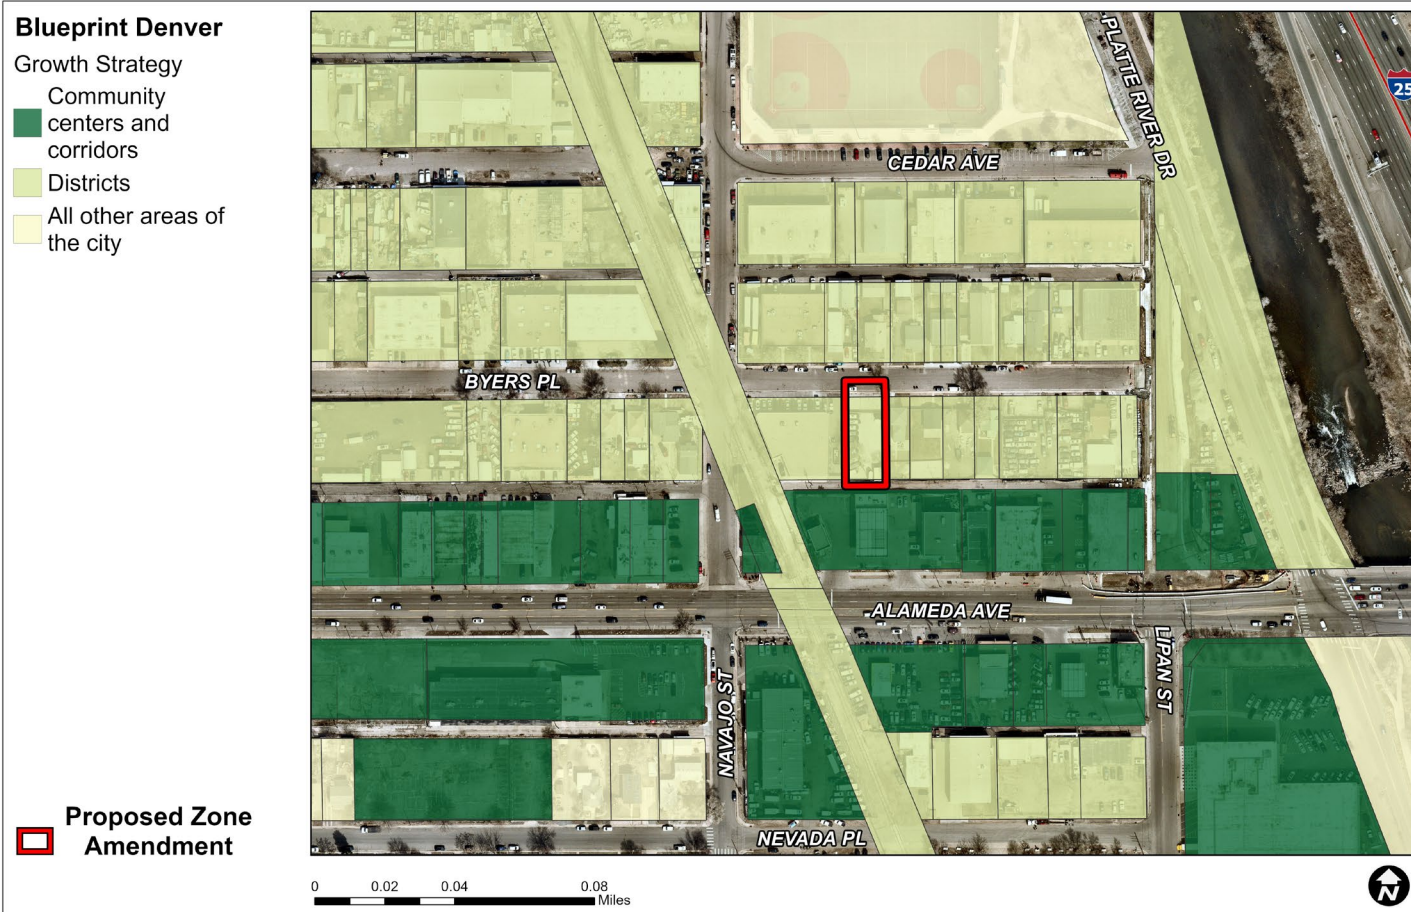 Blueprint Denver
Growth Strategy
Community
centers and
corridors
Districts
All other areas of
the city
Proposed Zone
Amendment
PLATTE RIVER DR
25
CEDAR AVE
BYERS PL
ALAMEDA AVE
NAVAJO ST
LIPAN ST
NEVADA PL
0 0.02 0.04 0.08
Miles
N